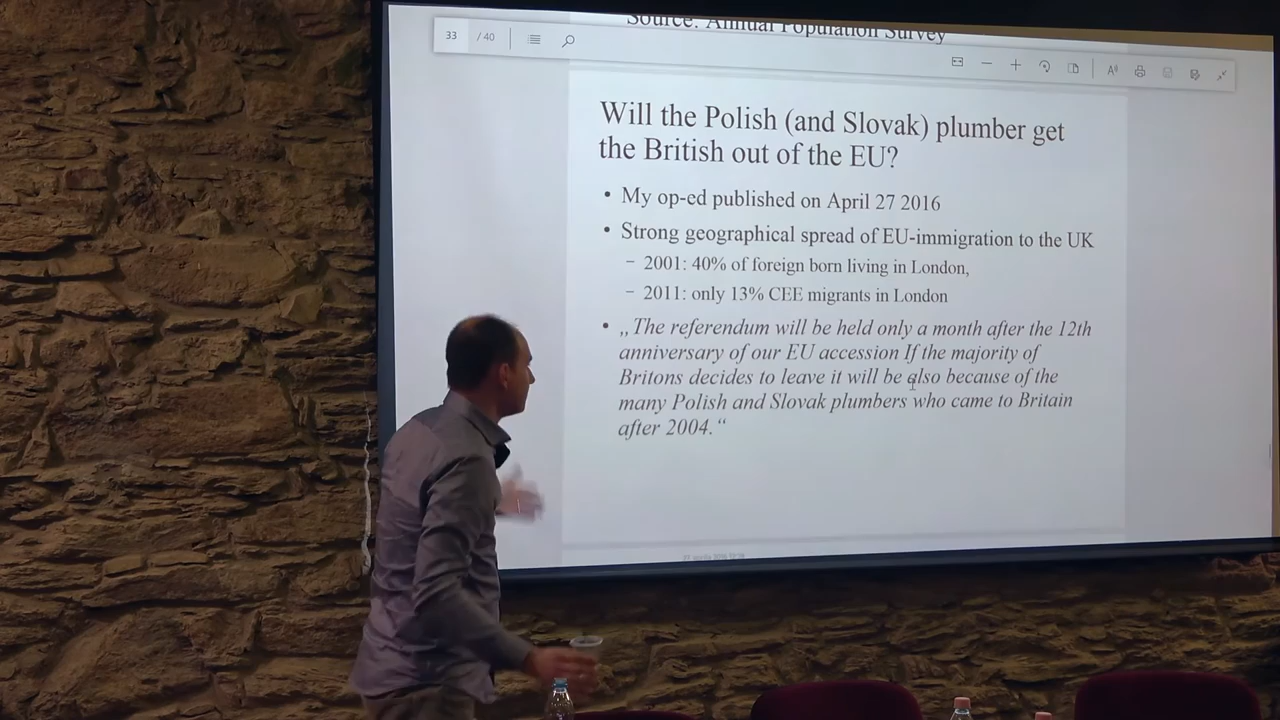 Source: Annual Population Survey
33 / 40
Will the Polish (and Slovak) plumber get
the British out of the EU?
• My op-ed published on April 27 2016
• Strong geographical spread of EU-immigration to the UK
– 2001: 40% of foreign born living in London,
– 2011: only 13% CEE migrants in London
• „The referendum will be held only a month after the 12th
anniversary of our EU accession If the majority of
Britons decides to leave it will be also because of the
many Polish and Slovak plumbers who came to Britain
after 2004.“